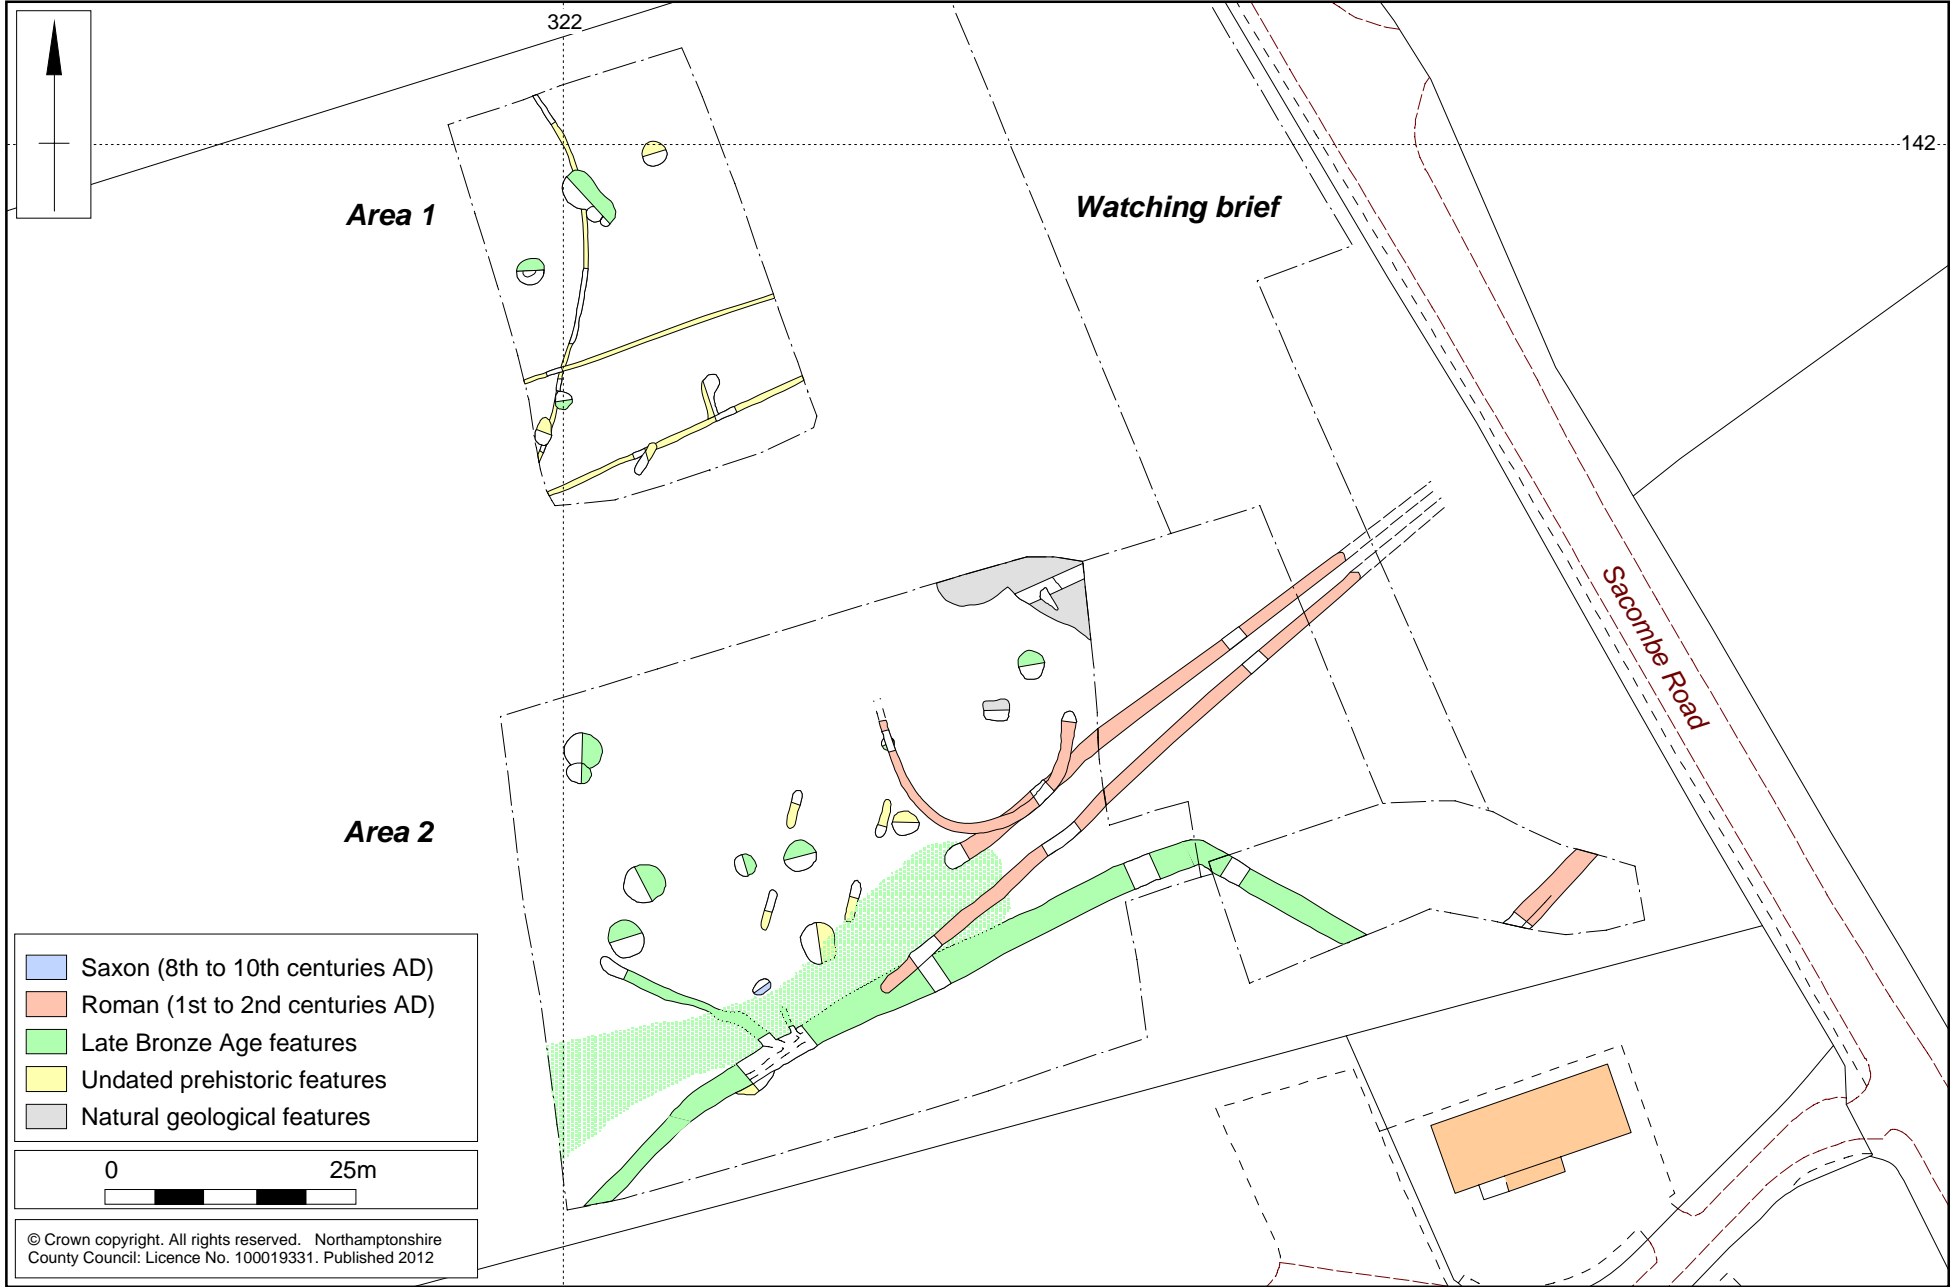 322
142
Area 1
Watching brief
Sacombe Road
Area 2
Saxon (8th to 10th centuries AD)
Roman (1st to 2nd centuries AD)
Late Bronze Age features
Undated prehistoric features
Natural geological features
0 25m
© Crown copyright. All rights reserved. Northamptonshire
County Council: Licence No. 100019331. Published 2012